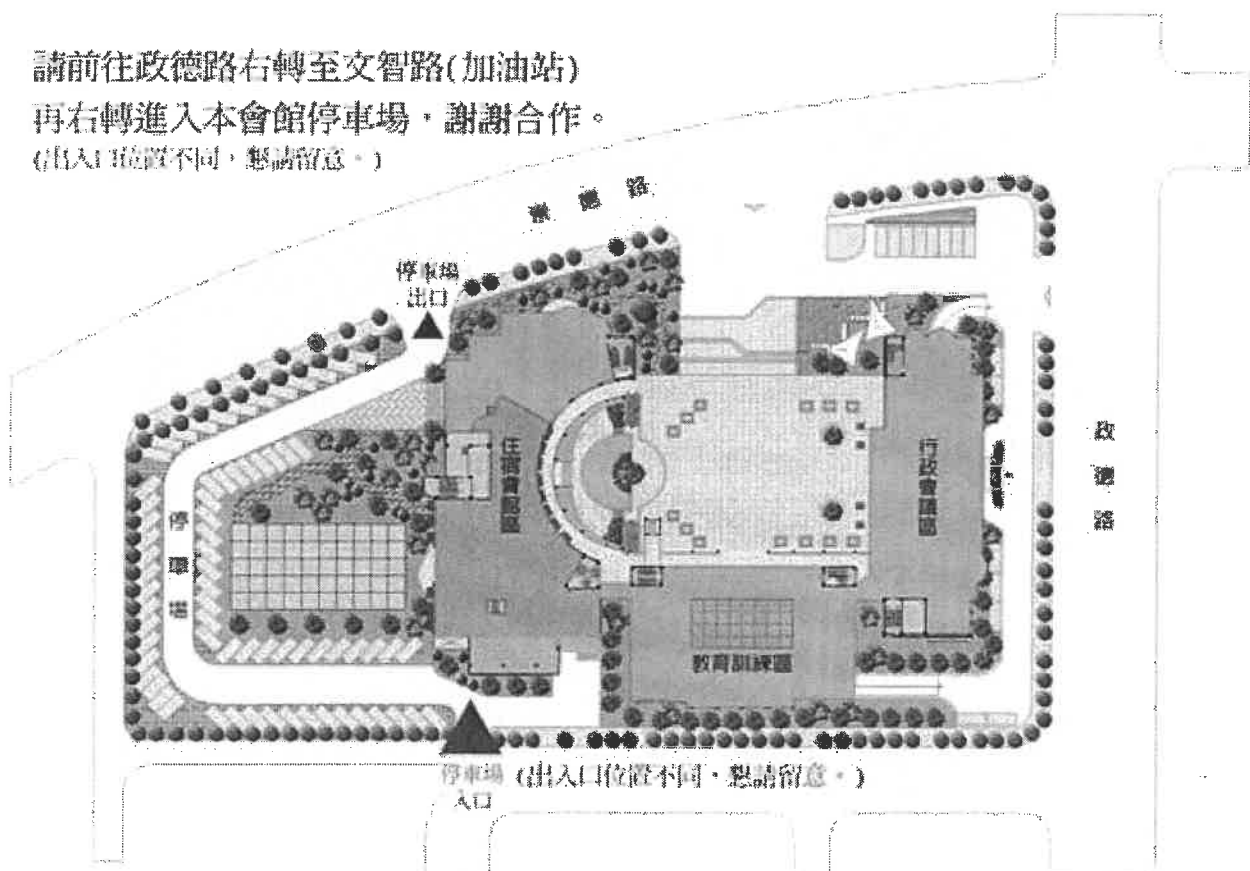 請前往政德路右轉至文智路(加油站)
再右轉進入本會館停車場,謝謝合作。
(出入口位置不同,懇請留意。)
德路
停車場
出口
住宿會館區
行政會議區
政德路
停車場
教育訓練區
停車場
入口
(出入口位置不同,懇請留意。)